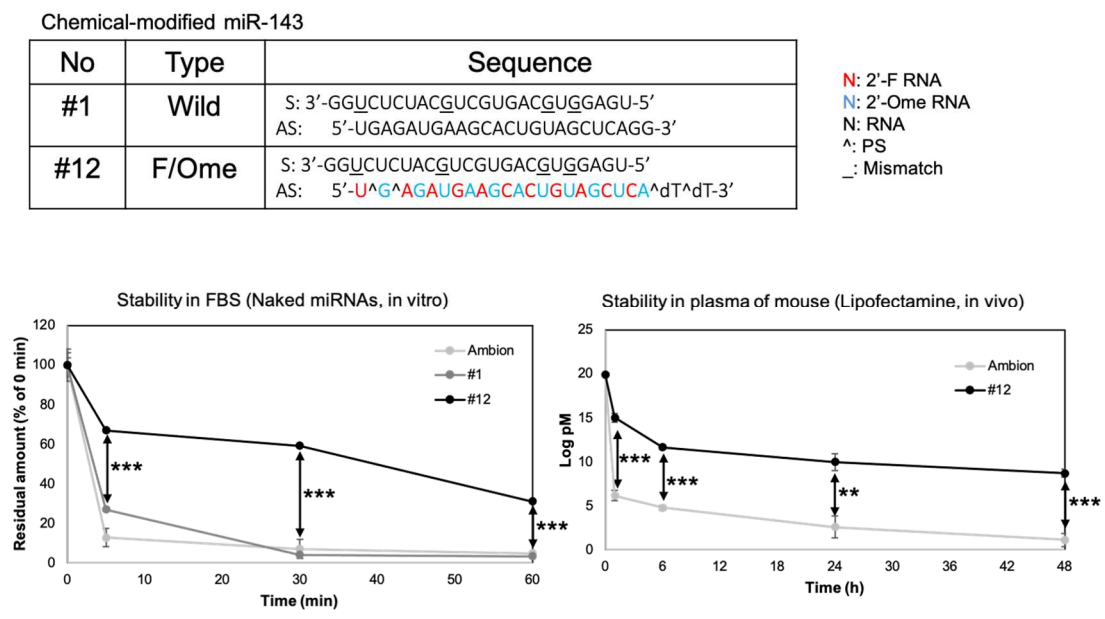 Chemical-modified miR-143
No Type Sequence
#1 Wild S: 3’-GGUCUCUACGUCGUGACGUGGAGU-5’
AS: 5’-UGAGAUGAAGCACUGUAGCUCAGG-3’
#12 F/Ome S: 3’-GGUCUCUACGUCGUGACGUGGAGU-5’
AS: 5’-U^G^AGAUGAAGCACUGUAGCUCA^dT^dT-3’
N: 2’-F RNA
N: 2’-Ome RNA
N: RNA
^: PS
_: Mismatch
Stability in FBS (Naked miRNAs, in vitro)
Residual amount (% of 0 min)
120
100
80
60
40
20
0
0 10 20 30 40 50 60
Time (min)
Ambion
#1
#12
***
***
***
Stability in plasma of mouse (Lipofectamine, in vivo)
Log pM
25
20
15
10
5
0
0 6 12 18 24 30 36 42 48
Time (h)
Ambion
#12
***
***
**
***